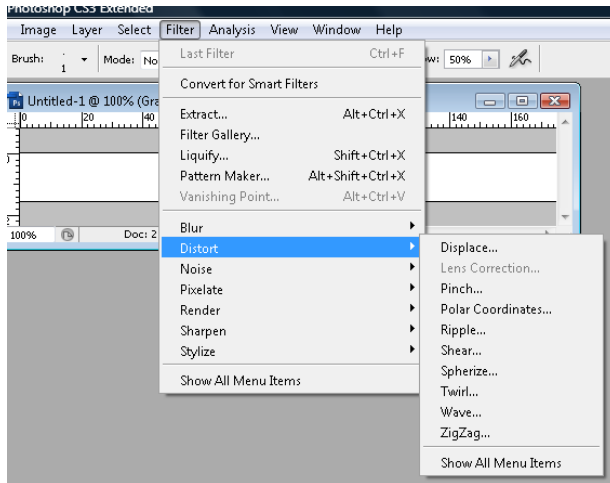 Photoshop CS3 Extended
Image Layer Select Filter Analysis View Window Help
Brush: 1 Mode: No w: 50%
Last Filter Ctrl+F
Convert for Smart Filters
Untitled-1 @ 100% (Gra
0 20 40 140 160
Extract... Alt+Ctrl+X
Filter Gallery...
Liquify... Shift+Ctrl+X
Pattern Maker... Alt+Shift+Ctrl+X
Vanishing Point... Alt+Ctrl+V
0
100% Doc: 2
Blur
Distort
Noise
Pixelate
Render
Sharpen
Stylize
Show All Menu Items
Displace...
Lens Correction...
Pinch...
Polar Coordinates...
Ripple...
Shear...
Spherize...
Twirl...
Wave...
ZigZag...
Show All Menu Items